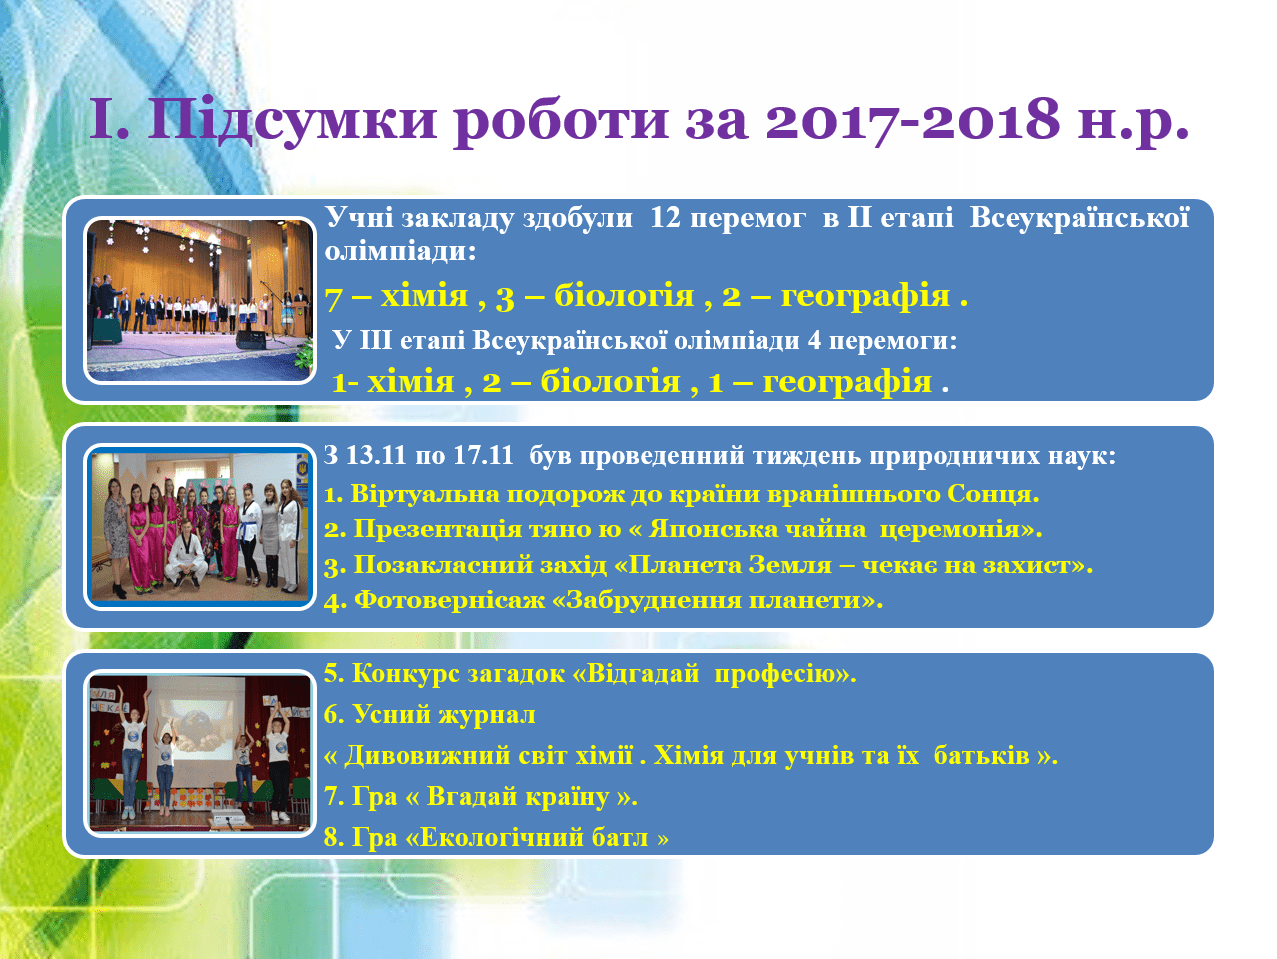 І. Підсумки роботи за 2017-2018 н.р.
Учні закладу здобули 12 перемог в ІІ етапі Всеукраїнської
олімпіади:
7 – хімія , 3 – біологія , 2 – географія .
У ІІІ етапі Всеукраїнської олімпіади 4 перемоги:
1- хімія , 2 – біологія , 1 – географія .
З 13.11 по 17.11 був проведенний тиждень природничих наук:
1. Віртуальна подорож до країни вранішнього Сонця.
2. Презентація тяно ю « Японська чайна церемонія».
3. Позакласний захід «Планета Земля – чекає на захист».
4. Фотовернісаж «Забруднення планети».
5. Конкурс загадок «Відгадай професію».
6. Усний журнал
« Дивовижний світ хімії . Хімія для учнів та їх батьків ».
7. Гра « Вгадай країну ».
8. Гра «Екологічний батл »